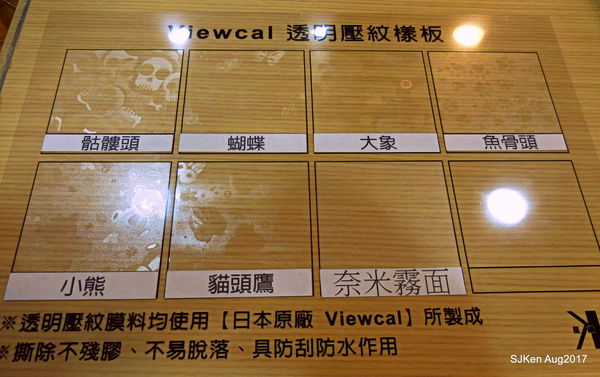 Viewcal 透明壓紋樣板
骷髏頭 蝴蝶 大象 魚骨頭
小熊 貓頭鷹 奈米霧面
※透明壓紋膜料均使用【日本原廠 Viewcal】所製成
※撕除不殘膠、不易脫落、具防刮防水作用
SJKen Aug2017